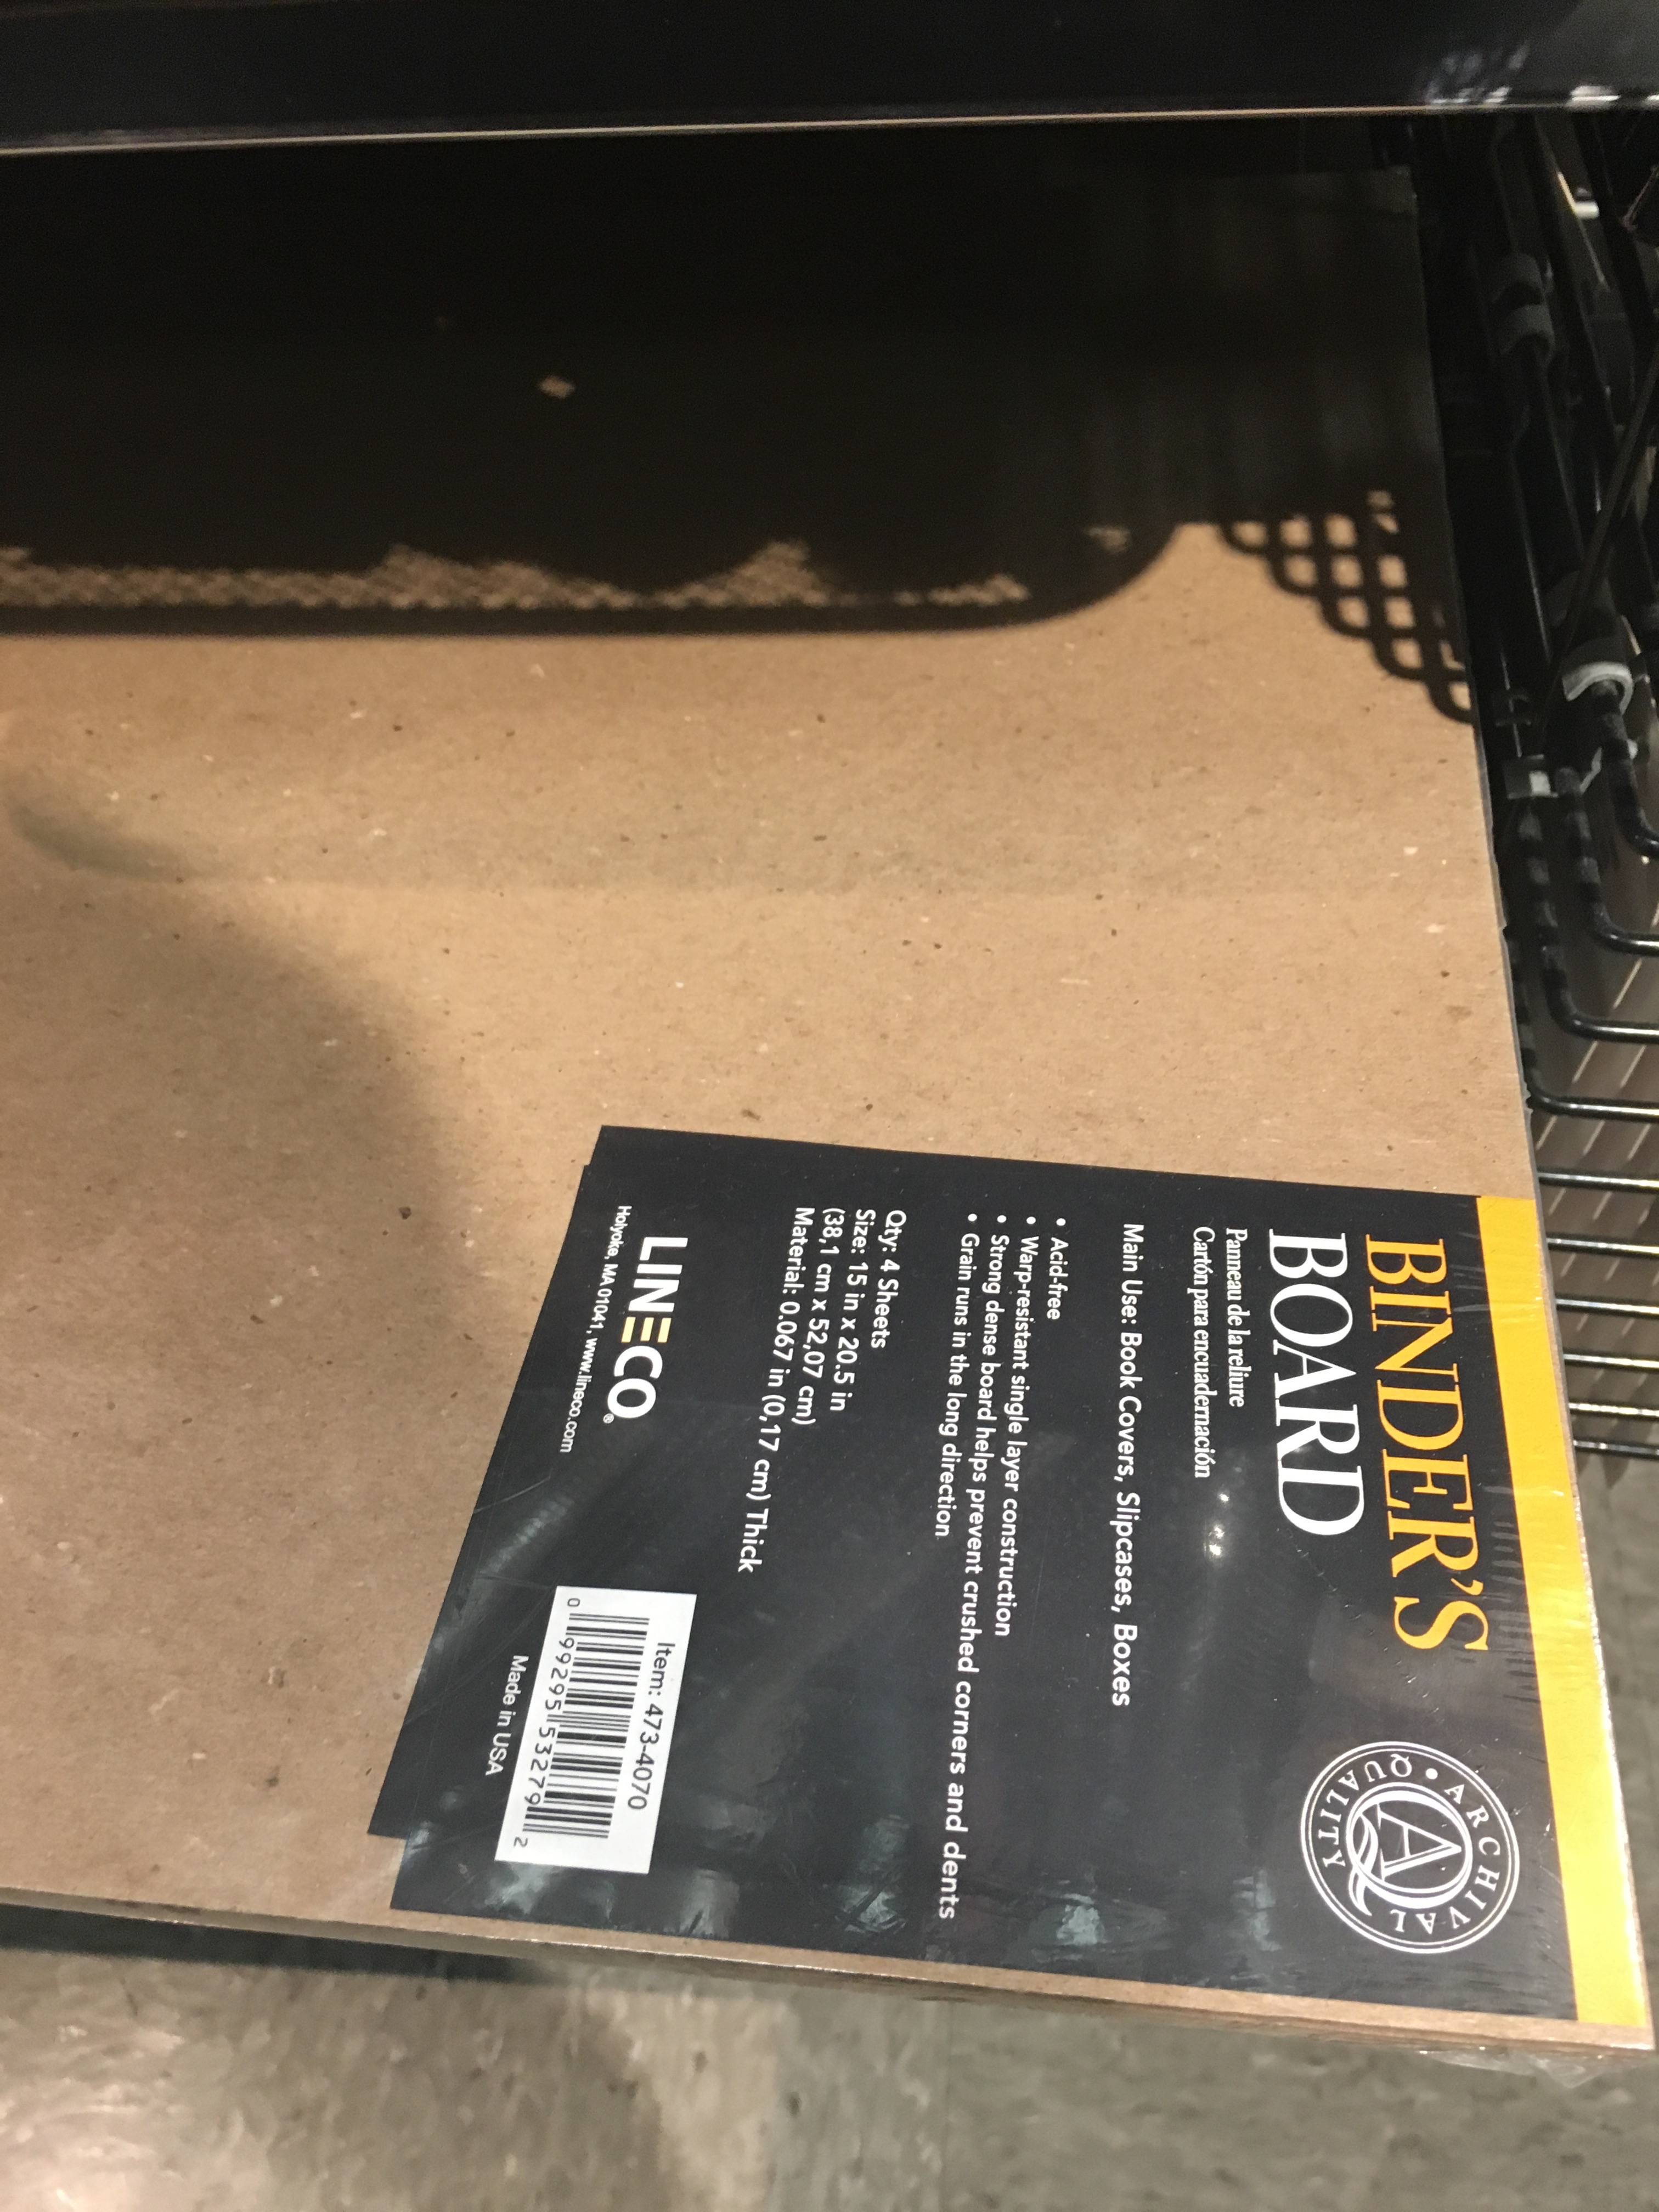 BINDER'S
BOARD
ARCHIVAL • QUALITY
AQ
Panneau de la reliure
Cartón para encuadernación
Main Use: Book Covers, Slipcases, Boxes
• Acid-free
• Warp-resistant single layer construction
• Strong dense board helps prevent crushed corners and dents
• Grain runs in the long direction
Qty: 4 Sheets
Size: 15 in x 20.5 in
(38,1 cm x 52,07 cm)
Material: 0.067 in (0,17 cm) Thick
LINECO®
Holyoke, MA 01041, www.lineco.com
Item: 473-4070
0 99295 53279 2
Made in USA